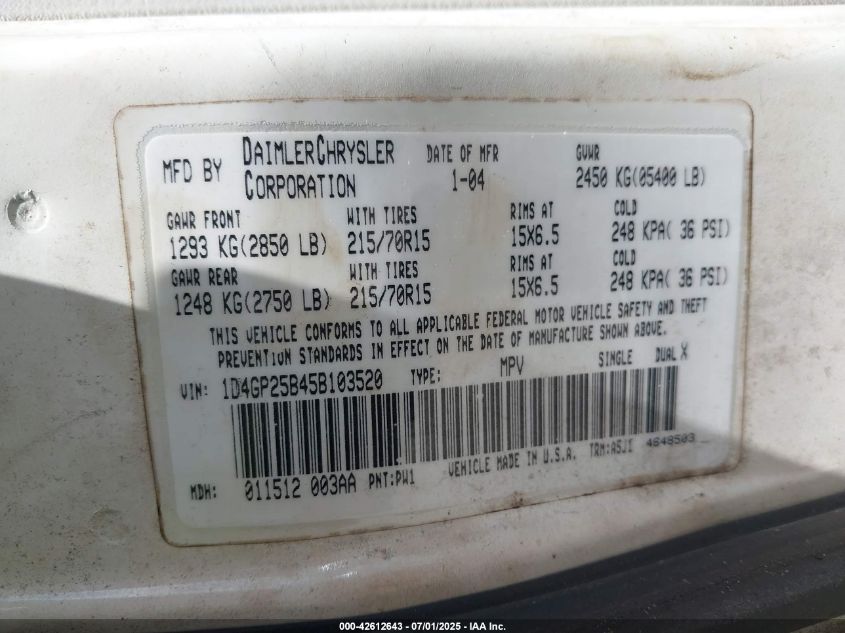 MFD BY DAIMLERCHRYSLER CORPORATION DATE OF MFR 1-04 GVWR 2450 KG(05400 LB)
GAWR FRONT WITH TIRES RIMS AT COLD
1293 KG(2850 LB) 215/70R15 15X6.5 248 KPA( 36 PSI)
GAWR REAR WITH TIRES RIMS AT COLD
1248 KG(2750 LB) 215/70R15 15X6.5 248 KPA( 36 PSI)
THIS VEHICLE CONFORMS TO ALL APPLICABLE FEDERAL MOTOR VEHICLE SAFETY AND THEFT
PREVENTION STANDARDS IN EFFECT ON THE DATE OF MANUFACTURE SHOWN ABOVE.
VIN: 1D4GP25B45B103520 TYPE: MPV SINGLE DUAL X
VEHICLE MADE IN U.S.A. TRM:A5JI 4648503
MDH: 011512 003AA PNT:PW1
000-42612643 - 07/01/2025 - IAA Inc.